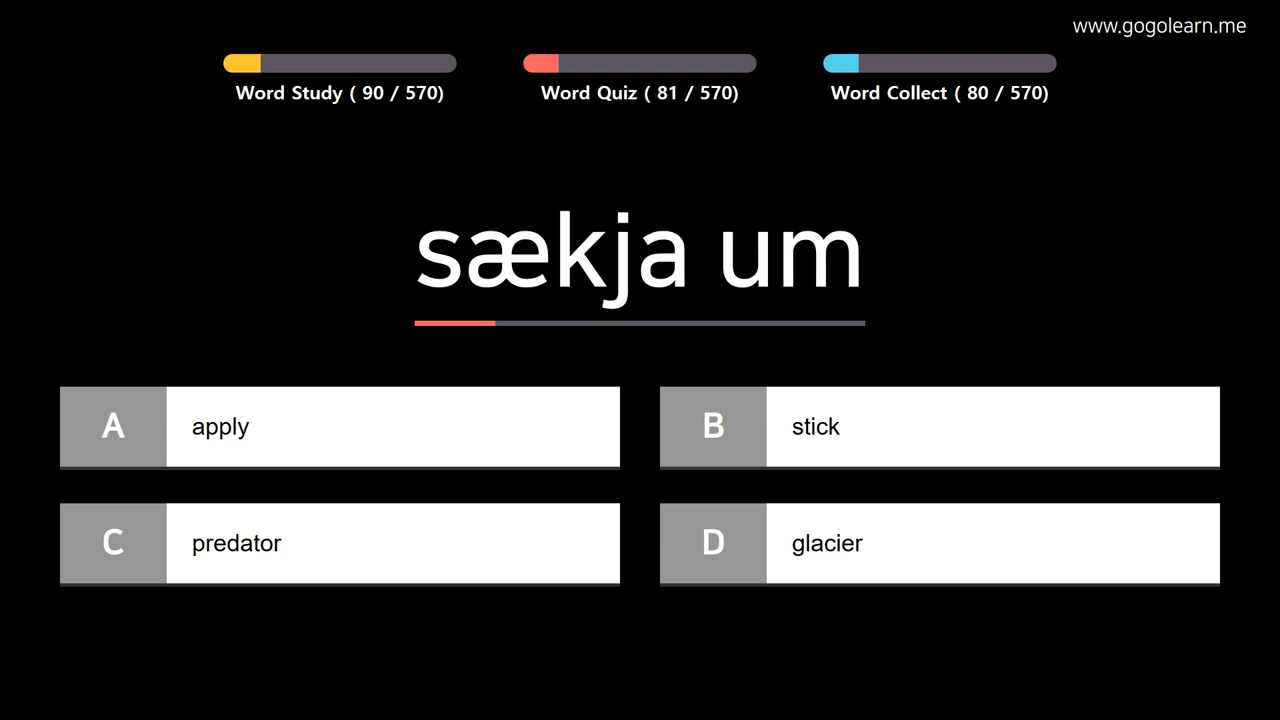 www.gogolearn.me
Word Study ( 90 / 570)
Word Quiz ( 81 / 570)
Word Collect ( 80 / 570)
sækja um
A apply
B stick
C predator
D glacier